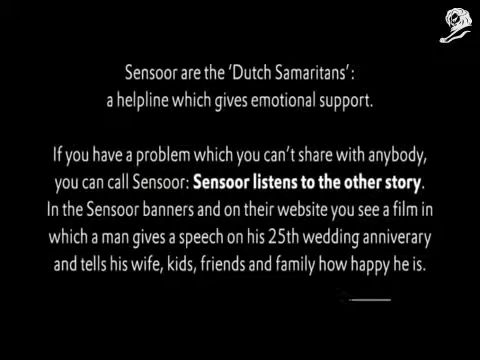 Sensoor are the ‘Dutch Samaritans’:
a helpline which gives emotional support.
If you have a problem which you can’t share with anybody,
you can call Sensoor: Sensoor listens to the other story.
In the Sensoor banners and on their website you see a film in
which a man gives a speech on his 25th wedding anniverary
and tells his wife, kids, friends and family how happy he is.